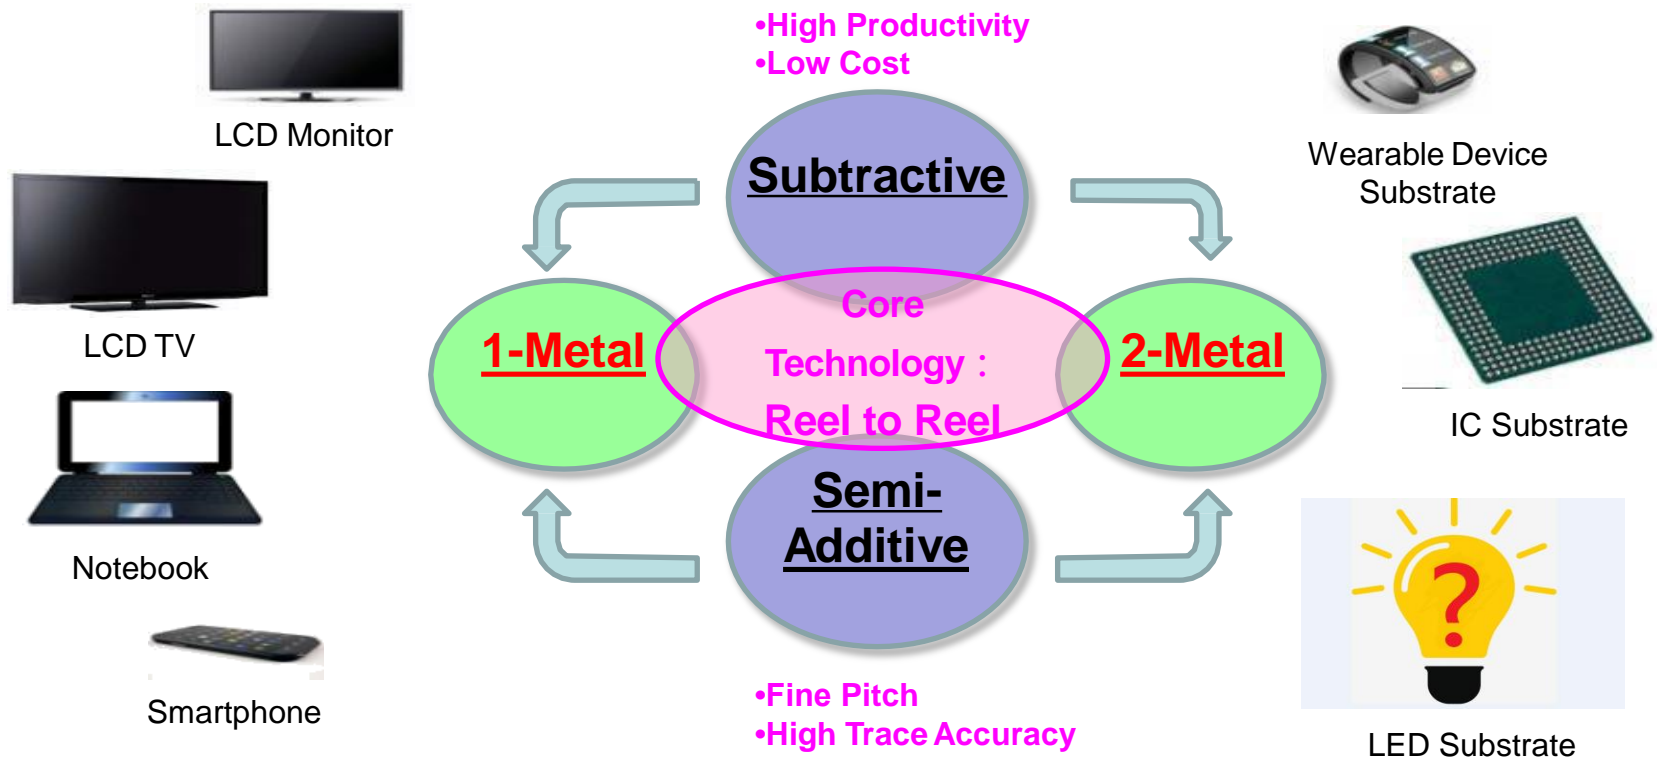 •High Productivity
•Low Cost
LCD Monitor
LCD TV
Notebook
Smartphone
Subtractive
1-Metal
Core
Technology :
Reel to Reel
2-Metal
Semi-
Additive
•Fine Pitch
•High Trace Accuracy
Wearable Device
Substrate
IC Substrate
?
LED Substrate